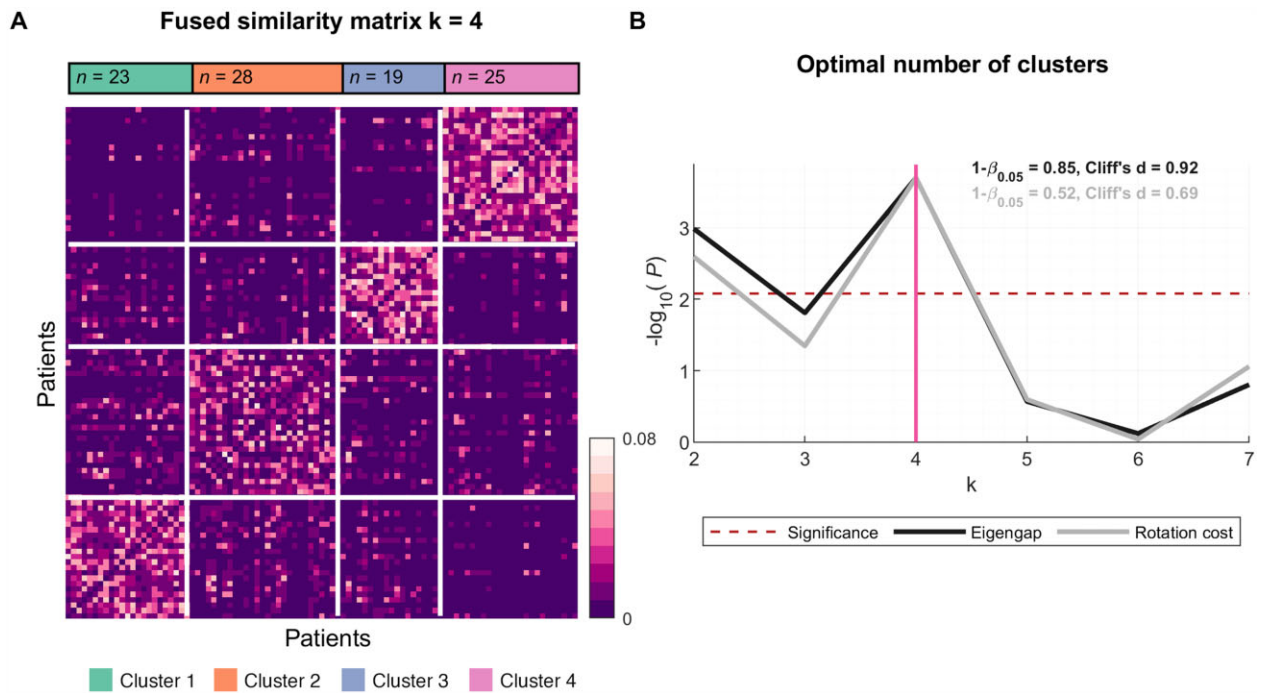 A
Fused similarity matrix k = 4
n = 23
n = 28
n = 19
n = 25
Patients
0.08
0
Patients
Cluster 1
Cluster 2
Cluster 3
Cluster 4
B
Optimal number of clusters
1-β0.05 = 0.85, Cliff's d = 0.92
1-β0.05 = 0.52, Cliff's d = 0.69
-log10( P)
3
2
1
0
2
3
4
5
6
7
k
Significance
Eigengap
Rotation cost